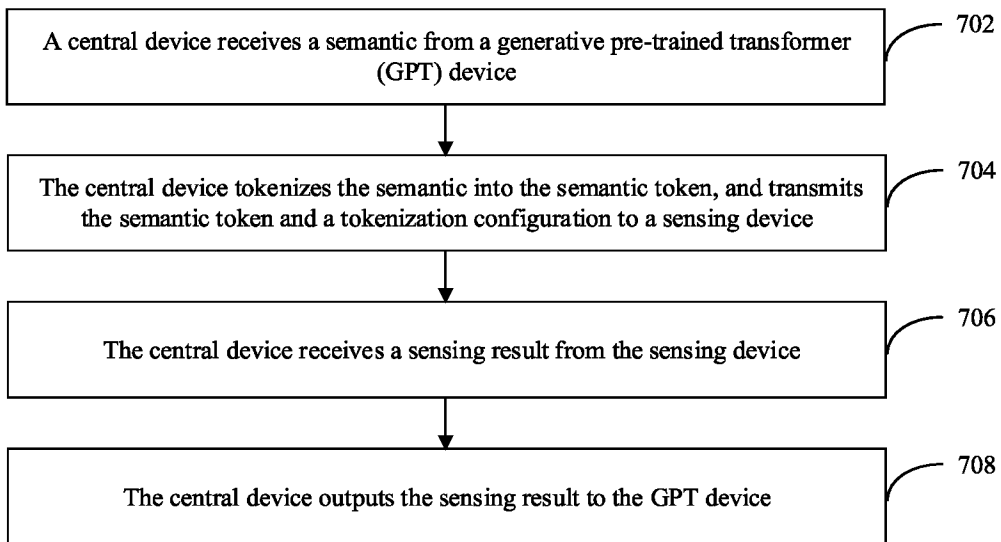 A central device receives a semantic from a generative pre-trained transformer
(GPT) device
702
The central device tokenizes the semantic into the semantic token, and transmits
the semantic token and a tokenization configuration to a sensing device
704
The central device receives a sensing result from the sensing device
706
The central device outputs the sensing result to the GPT device
708